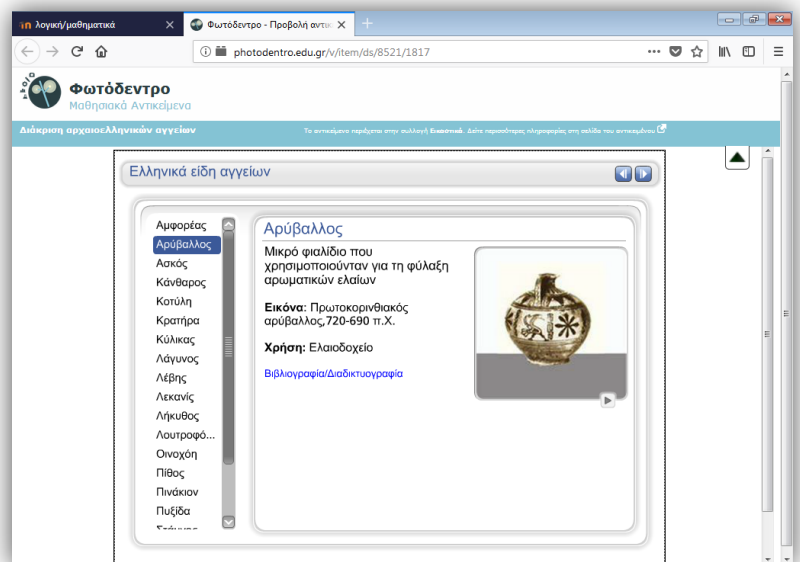 λογική/μαθηματικά
Φωτόδεντρο - Προβολή αντικ
photodentro.edu.gr/v/item/ds/8521/1817
Φωτόδεντρο
Μαθησιακά Αντικείμενα
Διάκριση αρχαιοελληνικών αγγείων
Το αντικείμενο περιέχεται στην συλλογή Εικαστικά. Δείτε περισσότερες πληροφορίες στη σελίδα του αντικειμένου
Ελληνικά είδη αγγείων
Αμφορέας
Αρύβαλλος
Ασκός
Κάνθαρος
Κοτύλη
Κρατήρα
Κύλικας
Λάγυνος
Λέβης
Λεκανίς
Λήκυθος
Λουτροφό...
Οινοχόη
Πίθος
Πινάκιον
Πυξίδα
Αρύβαλλος
Μικρό φιαλίδιο που
χρησιμοποιούνταν για τη φύλαξη
αρωματικών ελαίων
Εικόνα: Πρωτοκορινθιακός
αρύβαλλος,720-690 π.Χ.
Χρήση: Ελαιοδοχείο
Βιβλιογραφία/Διαδικτυογραφία